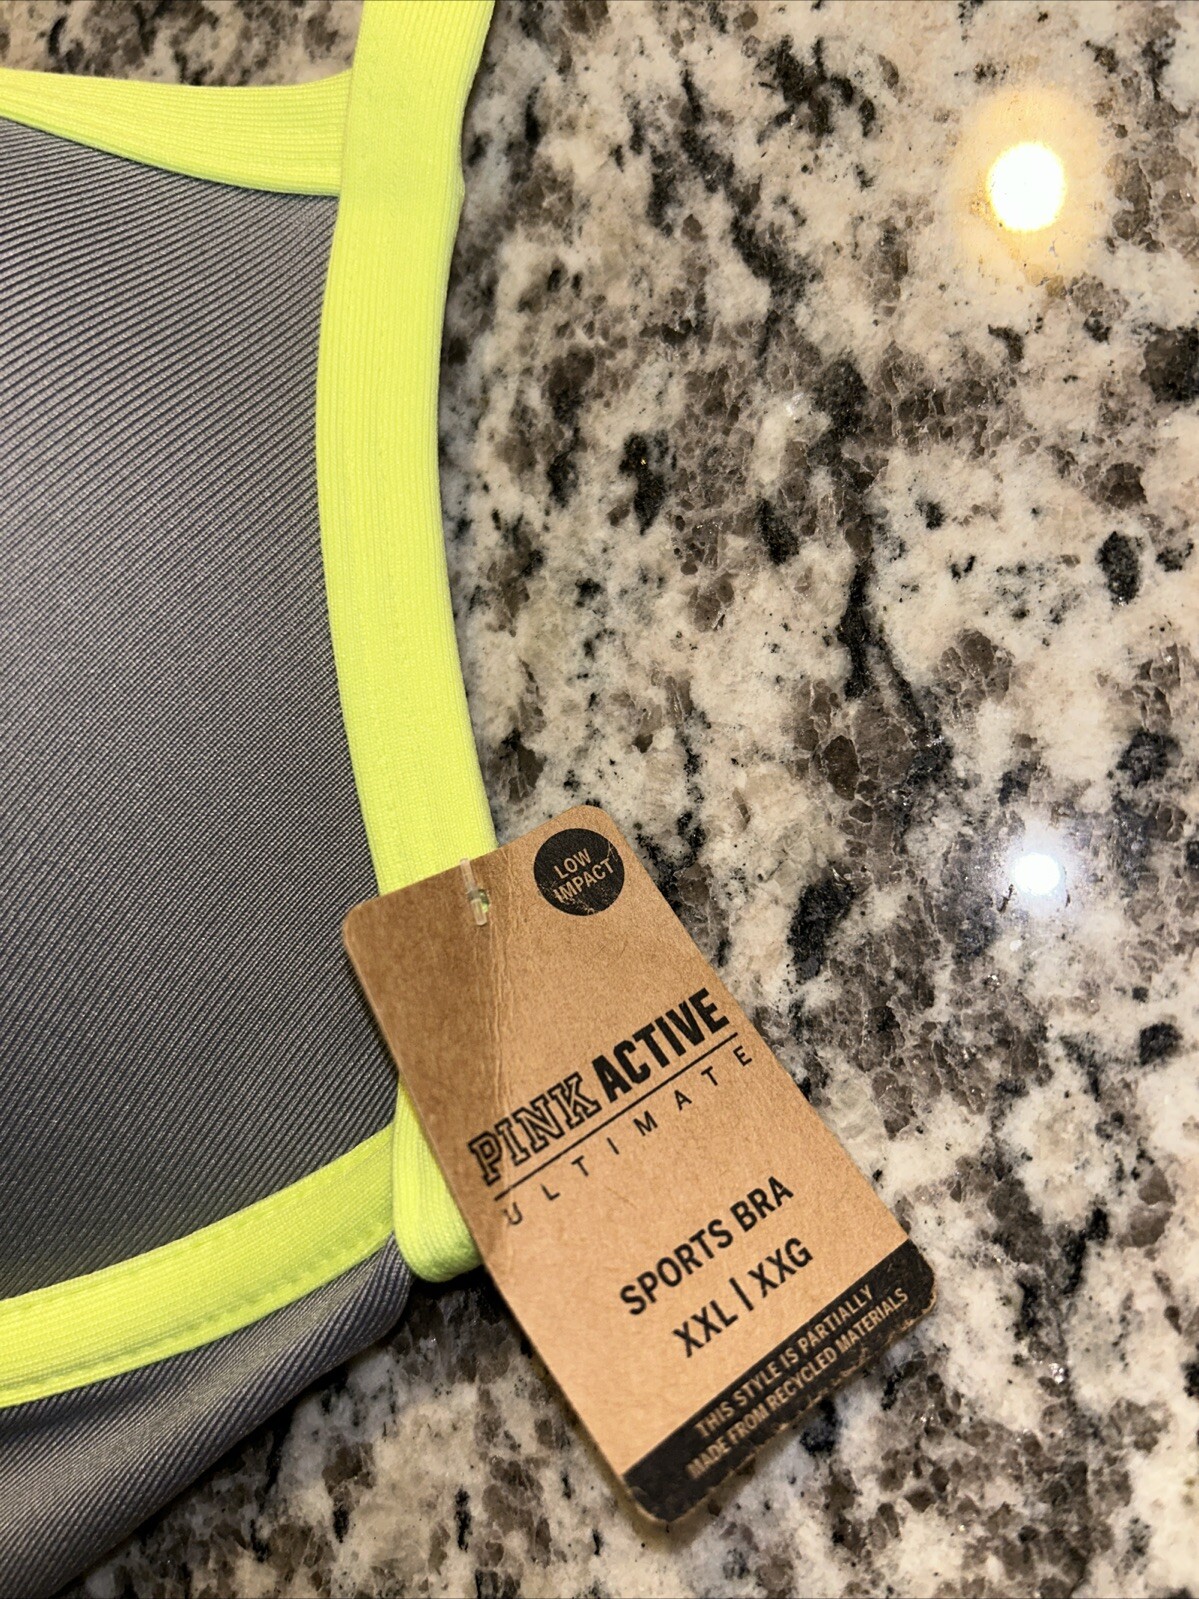 LOW
IMPACT
PINK ACTIVE
ULTIMATE
SPORTS BRA
XXL | XXG
THIS STYLE IS PARTIALLY
MADE FROM RECYCLED MATERIALS